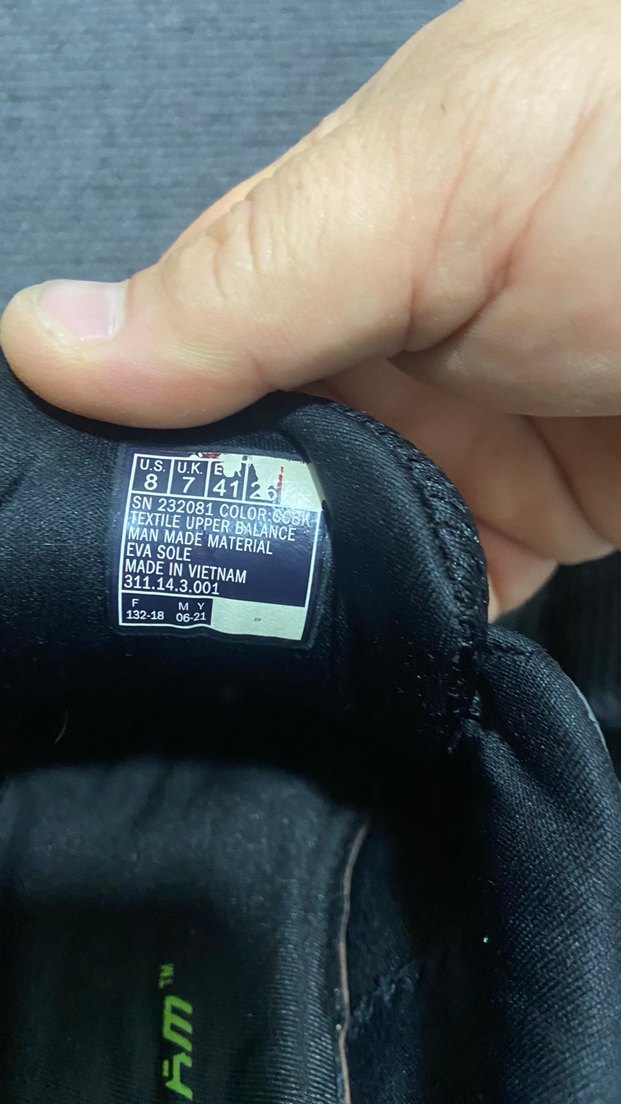 U.S. U.K.
8 7 41
SN 232081 COLOR:CCBK
TEXTILE UPPER BALANCE
MAN MADE MATERIAL
EVA SOLE
MADE IN VIETNAM
311.14.3.001
F M Y
132-18 06-21
TM